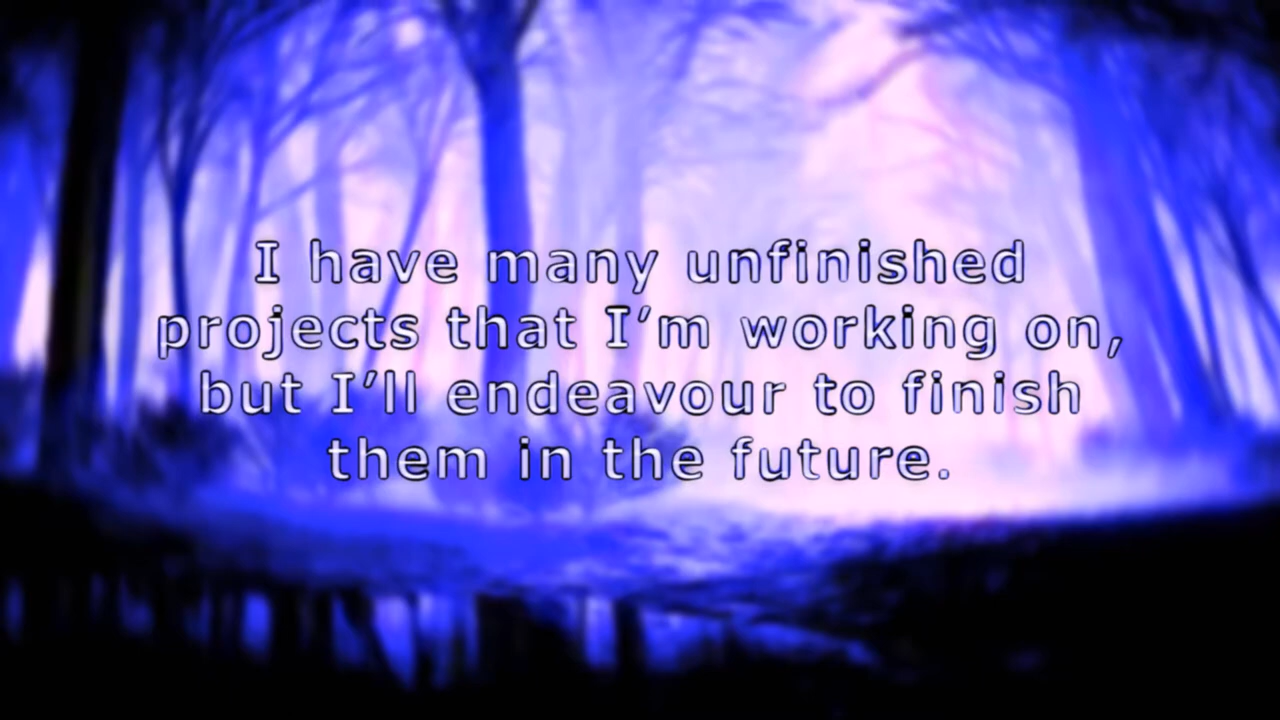 I have many unfinished
projects that I’m working on,
but I’ll endeavour to finish
them in the future.